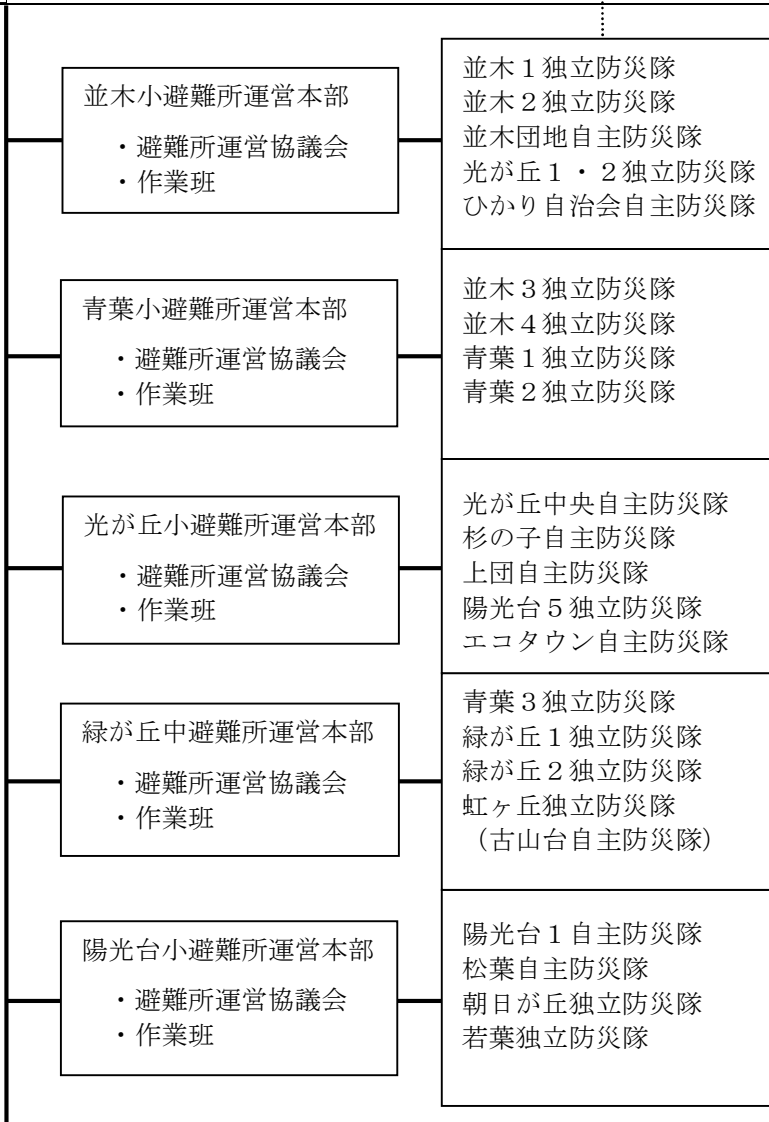 並木小避難所運営本部
・避難所運営協議会
・作業班
並木１独立防災隊
並木２独立防災隊
並木団地自主防災隊
光が丘１・２独立防災隊
ひかり自治会自主防災隊
青葉小避難所運営本部
・避難所運営協議会
・作業班
並木３独立防災隊
並木４独立防災隊
青葉１独立防災隊
青葉２独立防災隊
光が丘小避難所運営本部
・避難所運営協議会
・作業班
光が丘中央自主防災隊
杉の子自主防災隊
上団自主防災隊
陽光台５独立防災隊
エコタウン自主防災隊
緑が丘中避難所運営本部
・避難所運営協議会
・作業班
青葉３独立防災隊
緑が丘１独立防災隊
緑が丘２独立防災隊
虹ヶ丘独立防災隊
（古山台自主防災隊）
陽光台小避難所運営本部
・避難所運営協議会
・作業班
陽光台１自主防災隊
松葉自主防災隊
朝日が丘独立防災隊
若葉独立防災隊